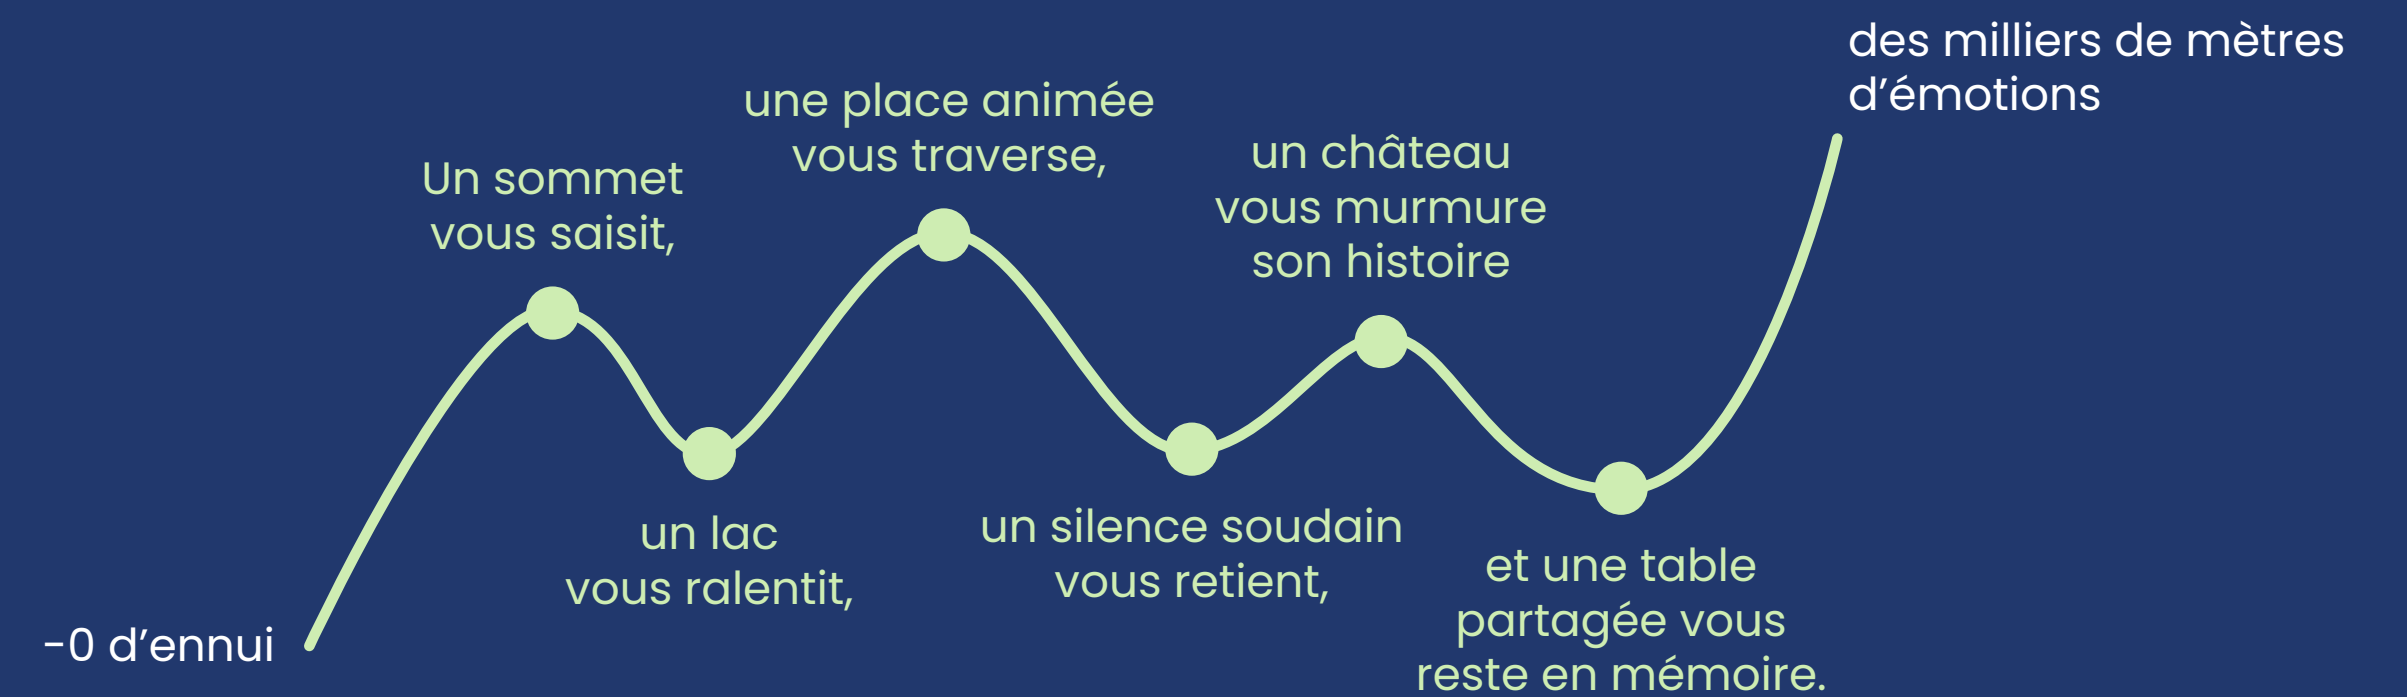 -0 d’ennui
Un sommet
vous saisit,
un lac
vous ralentit,
une place animée
vous traverse,
un silence soudain
vous retient,
un château
vous murmure
son histoire
et une table
partagée vous
reste en mémoire.
des milliers de mètres
d’émotions